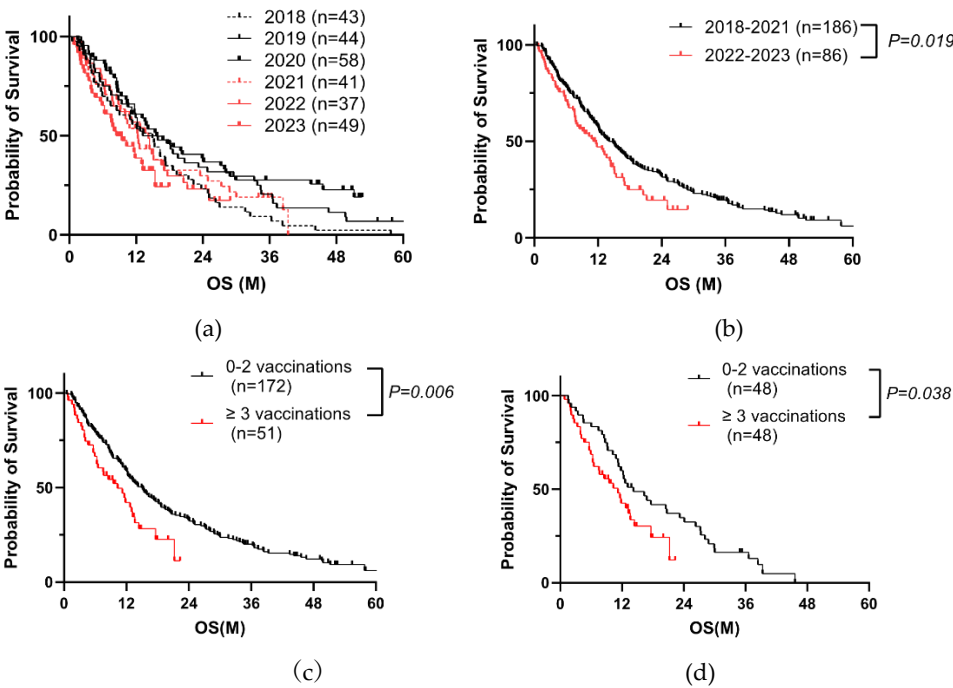 2018 (n=43)
2019 (n=44)
2020 (n=58)
2021 (n=41)
2022 (n=37)
2023 (n=49)
Probability of Survival
100
50
0
0 12 24 36 48 60
OS (M)
(a)
2018-2021 (n=186)
2022-2023 (n=86)
P=0.019
Probability of Survival
100
50
0
0 12 24 36 48 60
OS (M)
(b)
0-2 vaccinations
(n=172)
≥ 3 vaccinations
(n=51)
P=0.006
Probability of Survival
100
50
0
0 12 24 36 48 60
OS(M)
(c)
0-2 vaccinations
(n=48)
≥ 3 vaccinations
(n=48)
P=0.038
Probability of Survival
100
50
0
0 12 24 36 48 60
OS(M)
(d)